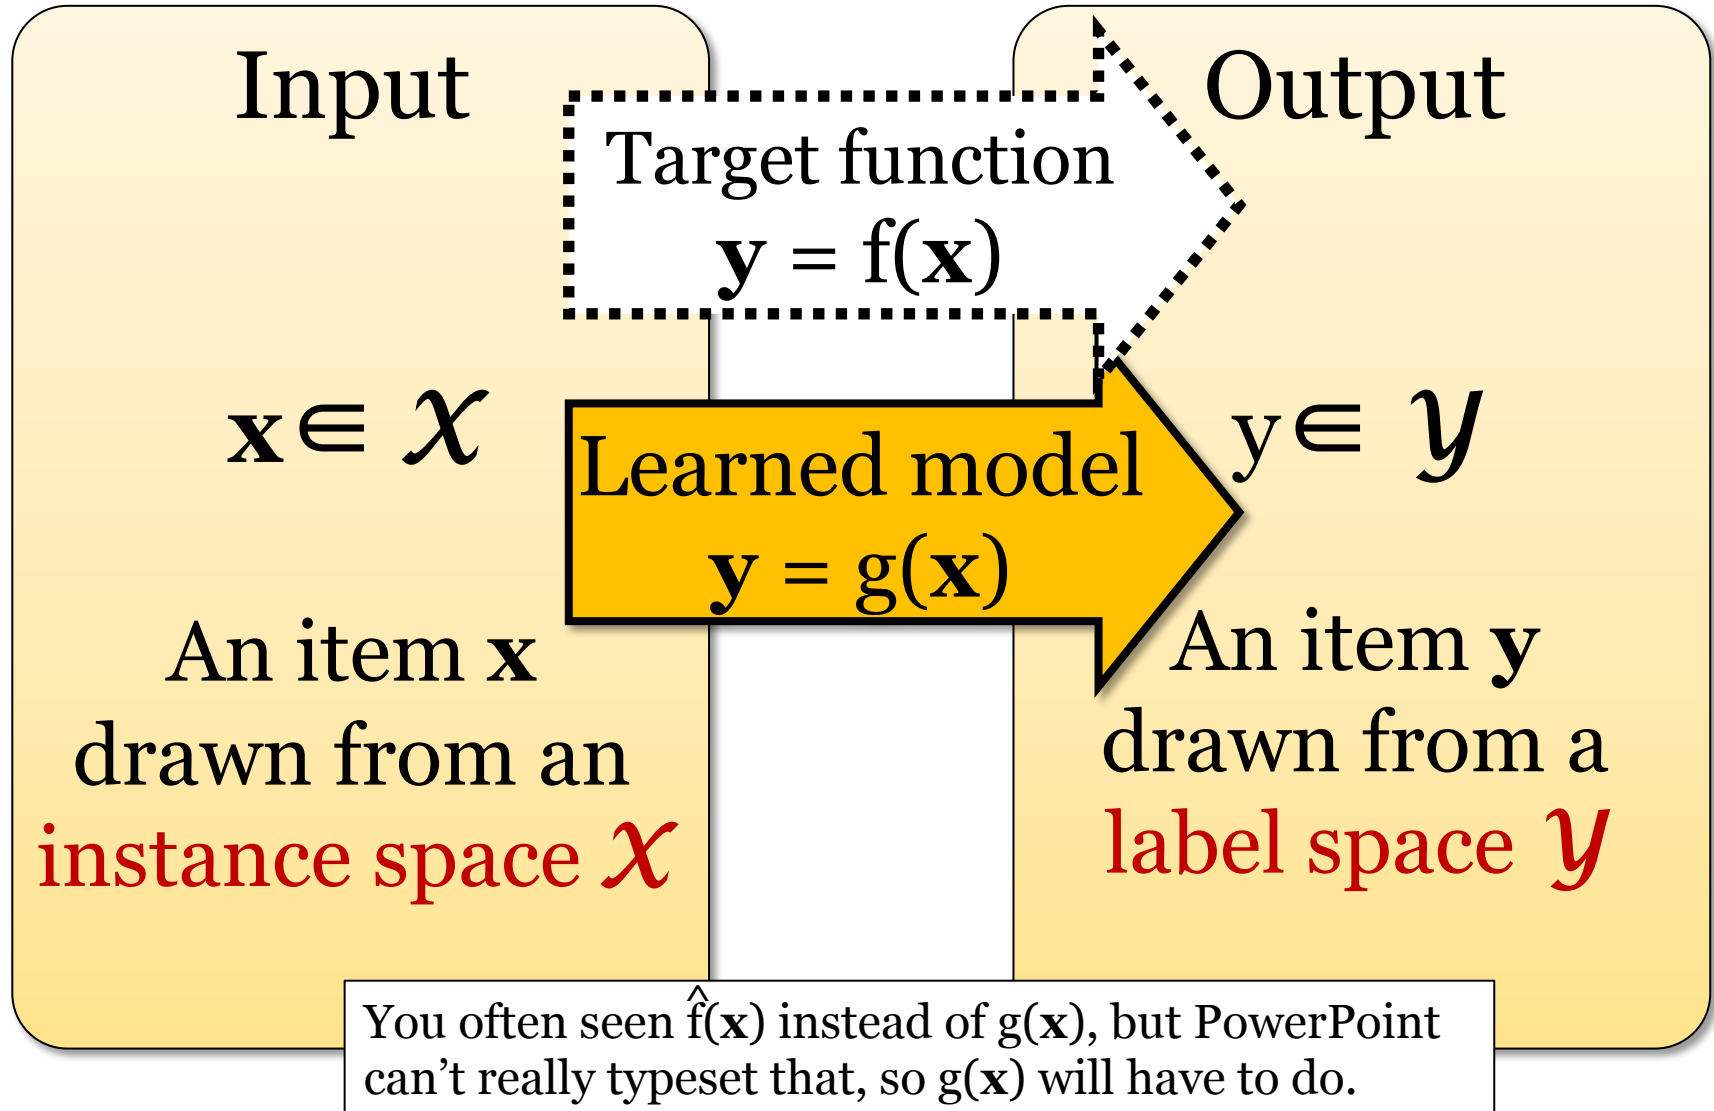 Input
Target function
y = f(x)
Output
x ∈ 𝒳
Learned model
y = g(x)
y ∈ 𝒴
An item x
drawn from an
instance space 𝒳
An item y
drawn from a
label space 𝒴
You often seen f̂(x) instead of g(x), but PowerPoint
can’t really typeset that, so g(x) will have to do.